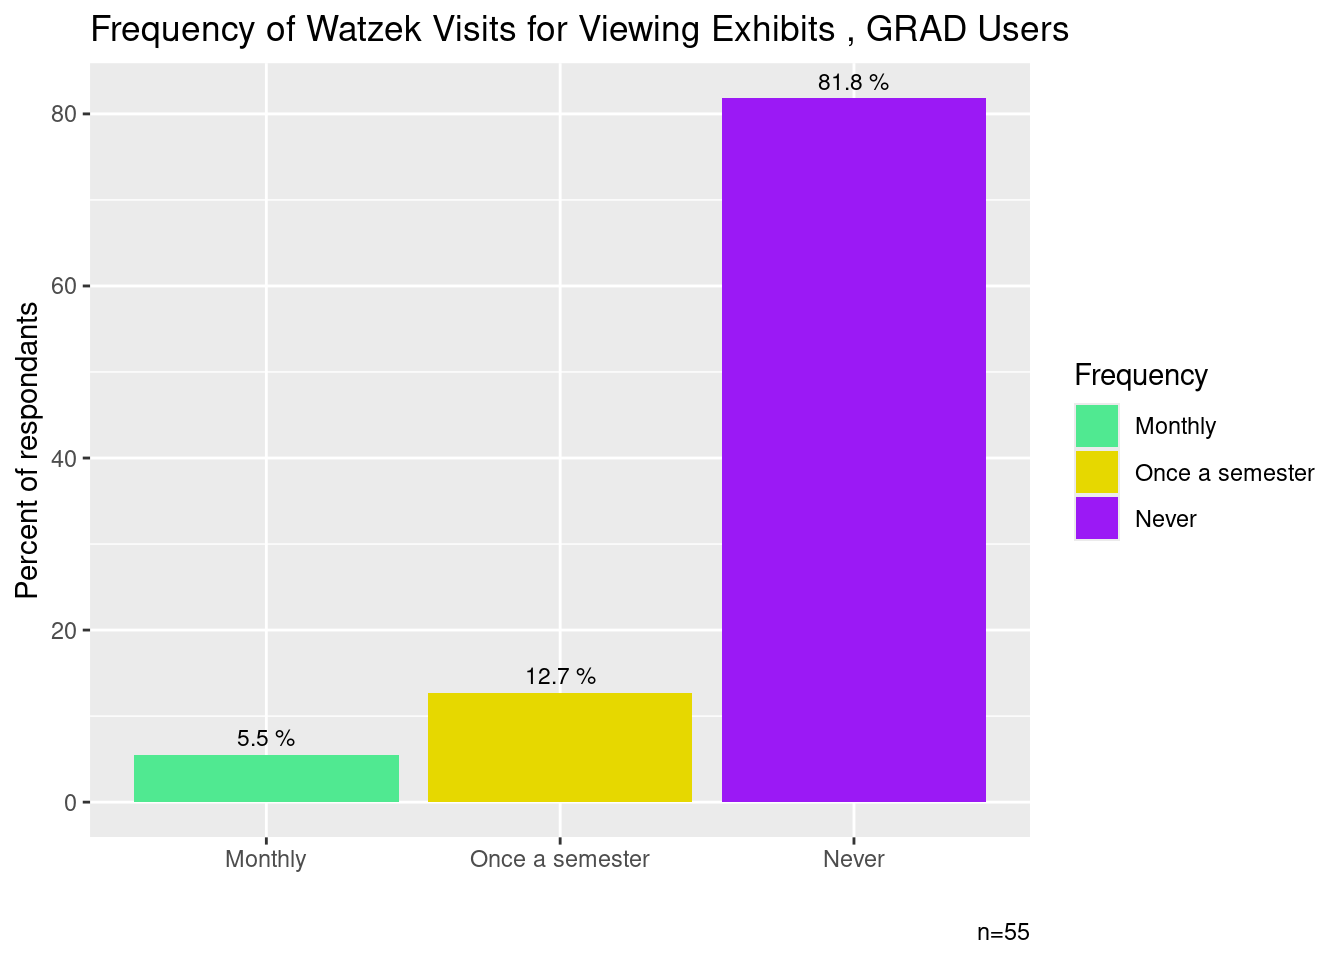 Frequency of Watzek Visits for Viewing Exhibits , GRAD Users
Percent of respondants
80
60
40
20
0
81.8 %
12.7 %
5.5 %
Monthly
Once a semester
Never
Frequency
Monthly
Once a semester
Never
n=55